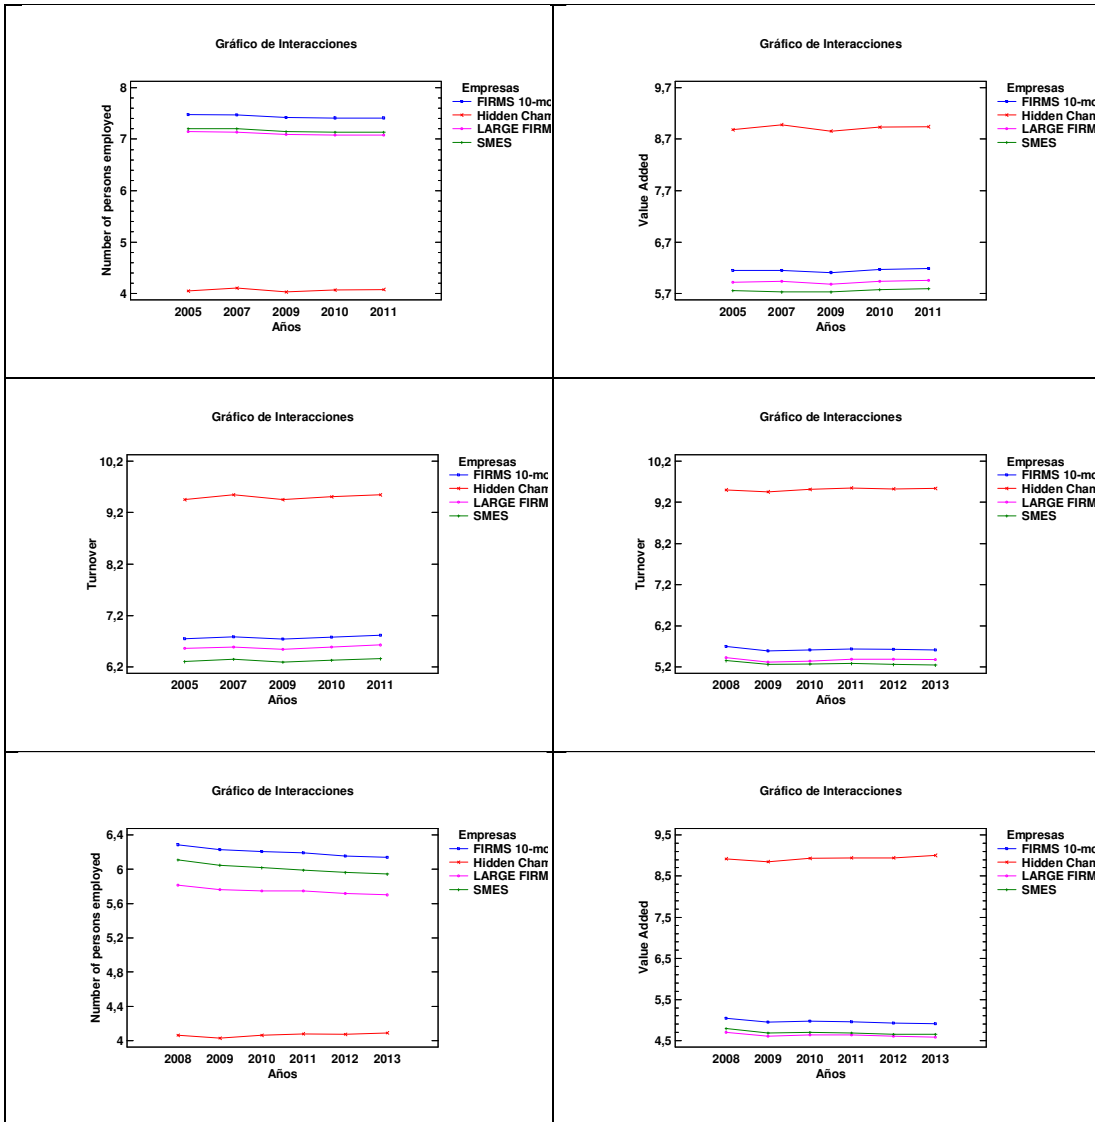 Gráfico de Interacciones
Number of persons employed
8
7
6
5
4
2005 2007 2009 2010 2011
Años
Empresas
FIRMS 10-mo
Hidden Cham
LARGE FIRM
SMES
Gráfico de Interacciones
Value Added
9,7
8,7
7,7
6,7
5,7
2005 2007 2009 2010 2011
Años
Empresas
FIRMS 10-mo
Hidden Cham
LARGE FIRM
SMES
Gráfico de Interacciones
Turnover
10,2
9,2
8,2
7,2
6,2
2005 2007 2009 2010 2011
Años
Empresas
FIRMS 10-mo
Hidden Cham
LARGE FIRM
SMES
Gráfico de Interacciones
Turnover
10,2
9,2
8,2
7,2
6,2
5,2
2008 2009 2010 2011 2012 2013
Años
Empresas
FIRMS 10-mo
Hidden Cham
LARGE FIRM
SMES
Gráfico de Interacciones
Number of persons employed
6,4
6
5,6
5,2
4,8
4,4
4
2008 2009 2010 2011 2012 2013
Años
Empresas
FIRMS 10-mo
Hidden Cham
LARGE FIRM
SMES
Gráfico de Interacciones
Value Added
9,5
8,5
7,5
6,5
5,5
4,5
2008 2009 2010 2011 2012 2013
Años
Empresas
FIRMS 10-mo
Hidden Cham
LARGE FIRM
SMES